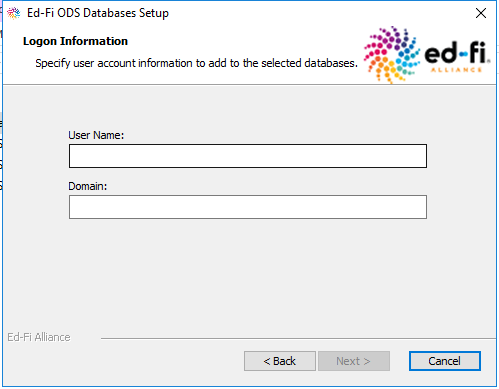 Ed-Fi ODS Databases Setup
Logon Information
Specify user account information to add to the selected databases.
ed-fi
ALLIANCE
User Name:
Domain:
Ed-Fi Alliance
< Back
Next >
Cancel